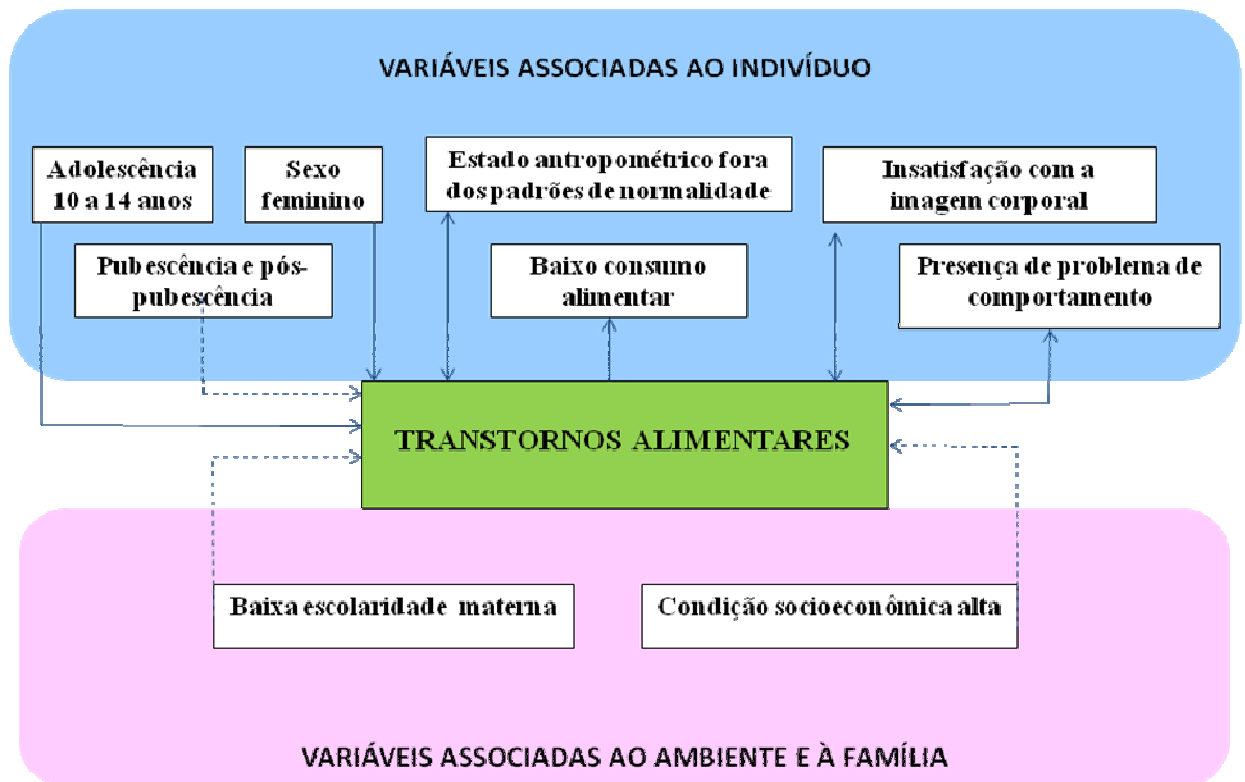 VARIÁVEIS ASSOCIADAS AO INDIVÍDUO
Adolescência
10 a 14 anos
Sexo
feminino
Estado antropométrico fora
dos padrões de normalidade
Insatisfação com a
imagem corporal
Pubescência e pós-
pubescência
Baixo consumo
alimentar
Presença de problema de
comportamento
TRANSTORNOS ALIMENTARES
Baixa escolaridade materna
Condição socioeconômica alta
VARIÁVEIS ASSOCIADAS AO AMBIENTE E À FAMÍLIA